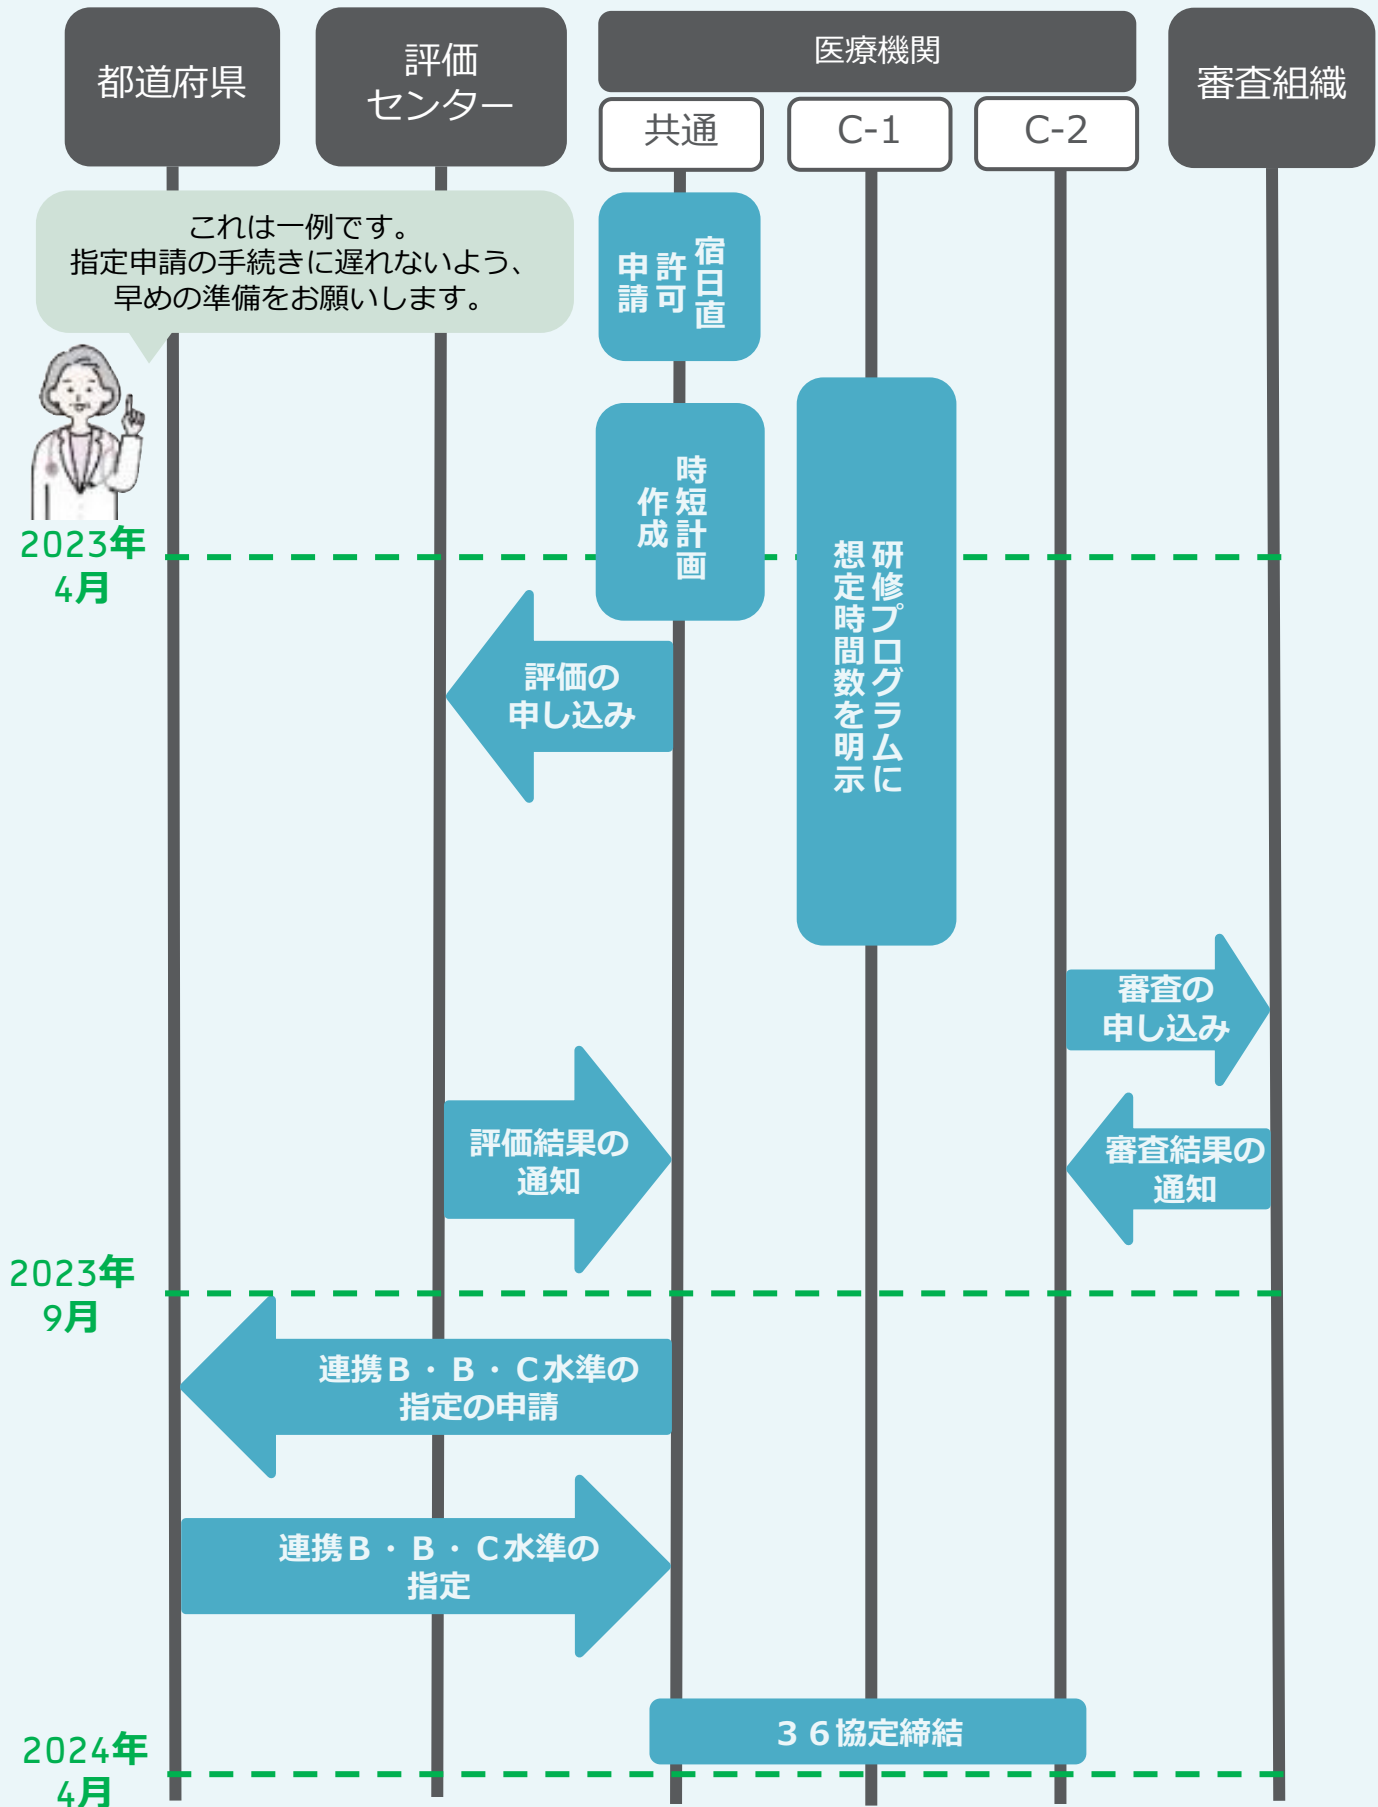 都道府県
評価
センター
医療機関
共通
C-1
C-2
審査組織
これは一例です。
指定申請の手続きに遅れないよう、
早めの準備をお願いします。
宿日直
許可
申請
時短計画
作成
2023年
4月
研修プログラムに
想定時間数を明示
評価の
申し込み
審査の
申し込み
評価結果の
通知
審査結果の
通知
2023年
9月
連携Ｂ・Ｂ・Ｃ水準の
指定の申請
連携Ｂ・Ｂ・Ｃ水準の
指定
３６協定締結
2024年
4月